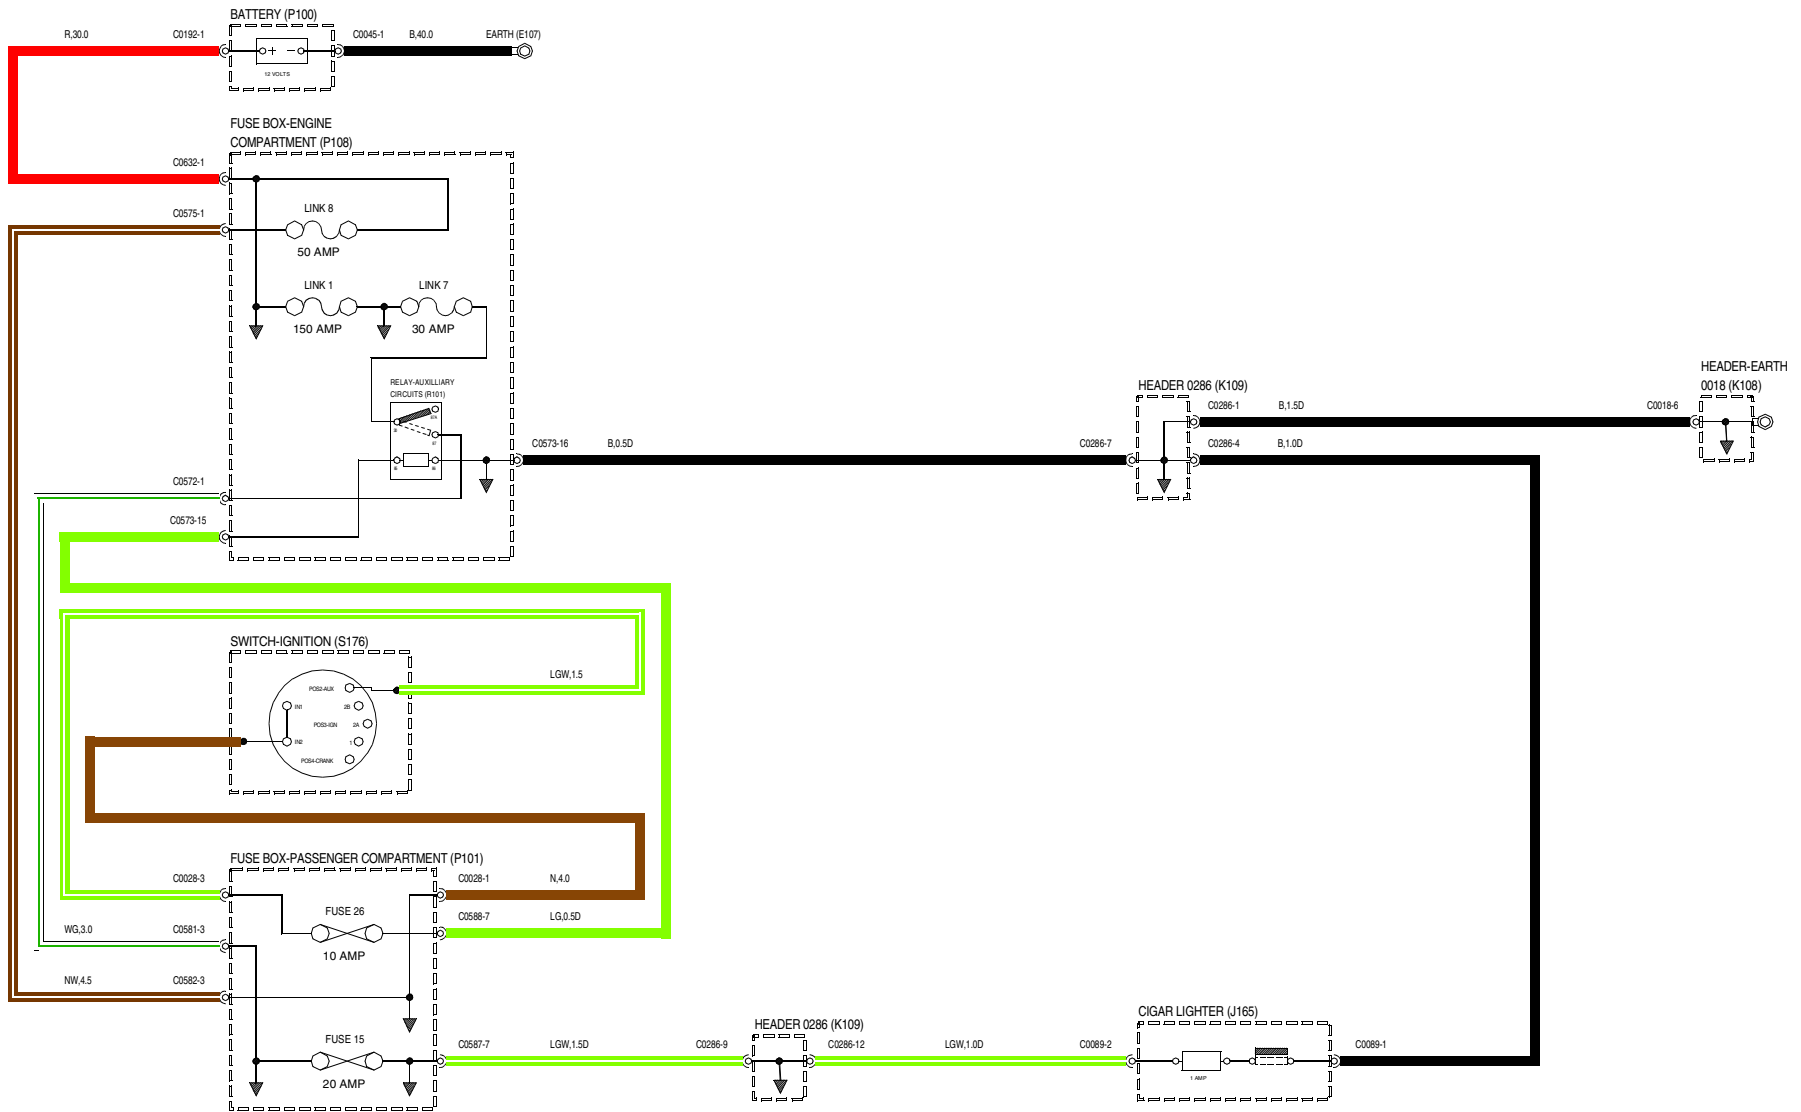 BATTERY (P100)
R,30.0
C0192-1
C0045-1
B,40.0
EARTH (E107)
+ −
12 VOLTS
FUSE BOX-ENGINE
COMPARTMENT (P108)
C0632-1
C0575-1
LINK 8
50 AMP
LINK 1
LINK 7
150 AMP
30 AMP
RELAY-AUXILLIARY
CIRCUITS (R101)
87
C0573-16
B,0.5D
C0286-7
HEADER 0286 (K109)
C0286-1
B,1.5D
C0286-4
B,1.0D
C0018-6
HEADER-EARTH
0018 (K108)
C0572-1
C0573-15
SWITCH-IGNITION (S176)
LGW,1.5
POS2-AUX
IN1
2B
POS3-IGN
2A
IN2
1
POS4-CRANK
FUSE BOX-PASSENGER COMPARTMENT (P101)
C0028-3
C0028-1
N,4.0
FUSE 26
C0588-7
LG,0.5D
WG,3.0
C0581-3
10 AMP
NW,4.5
C0582-3
FUSE 15
20 AMP
C0587-7
LGW,1.5D
C0286-9
HEADER 0286 (K109)
C0286-12
LGW,1.0D
C0089-2
CIGAR LIGHTER (J165)
1 AMP
C0089-1